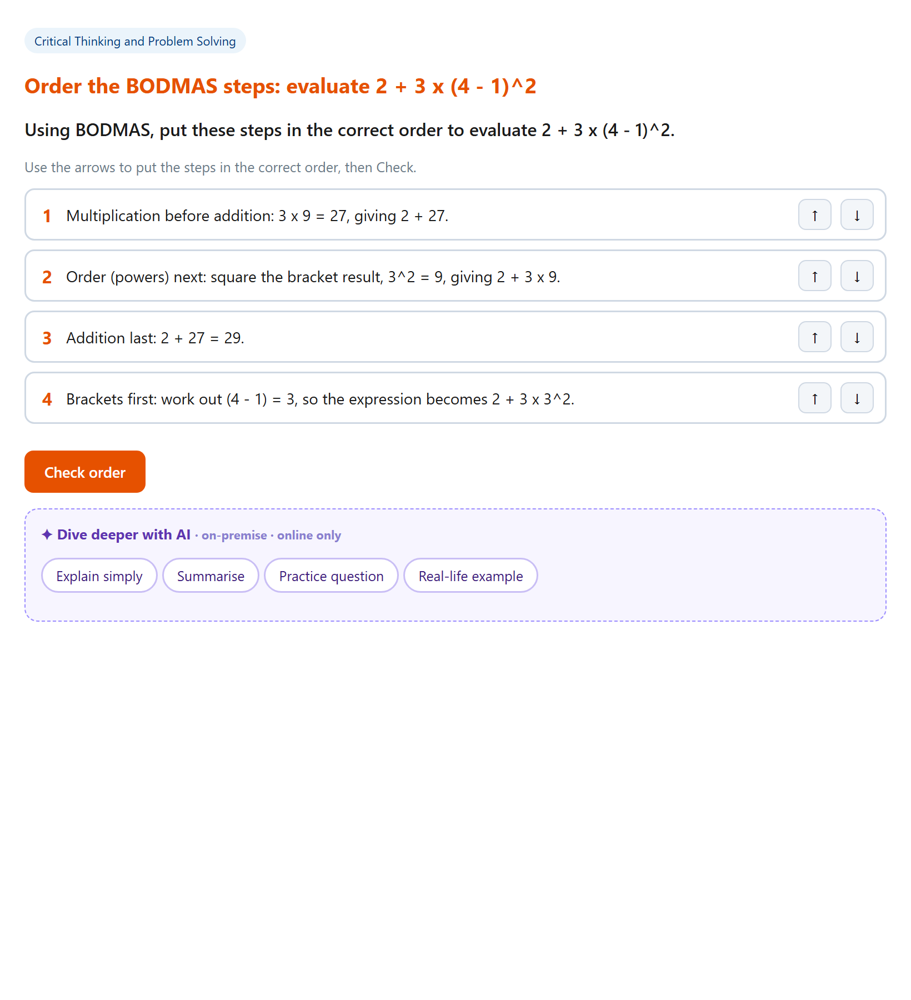 Critical Thinking and Problem Solving
Order the BODMAS steps: evaluate 2 + 3 x (4 - 1)^2
Using BODMAS, put these steps in the correct order to evaluate 2 + 3 x (4 - 1)^2.
Use the arrows to put the steps in the correct order, then Check.
1 Multiplication before addition: 3 x 9 = 27, giving 2 + 27. ↑ ↓
2 Order (powers) next: square the bracket result, 3^2 = 9, giving 2 + 3 x 9. ↑ ↓
3 Addition last: 2 + 27 = 29. ↑ ↓
4 Brackets first: work out (4 - 1) = 3, so the expression becomes 2 + 3 x 3^2. ↑ ↓
Check order
✦ Dive deeper with AI · on-premise · online only
Explain simply Summarise Practice question Real-life example